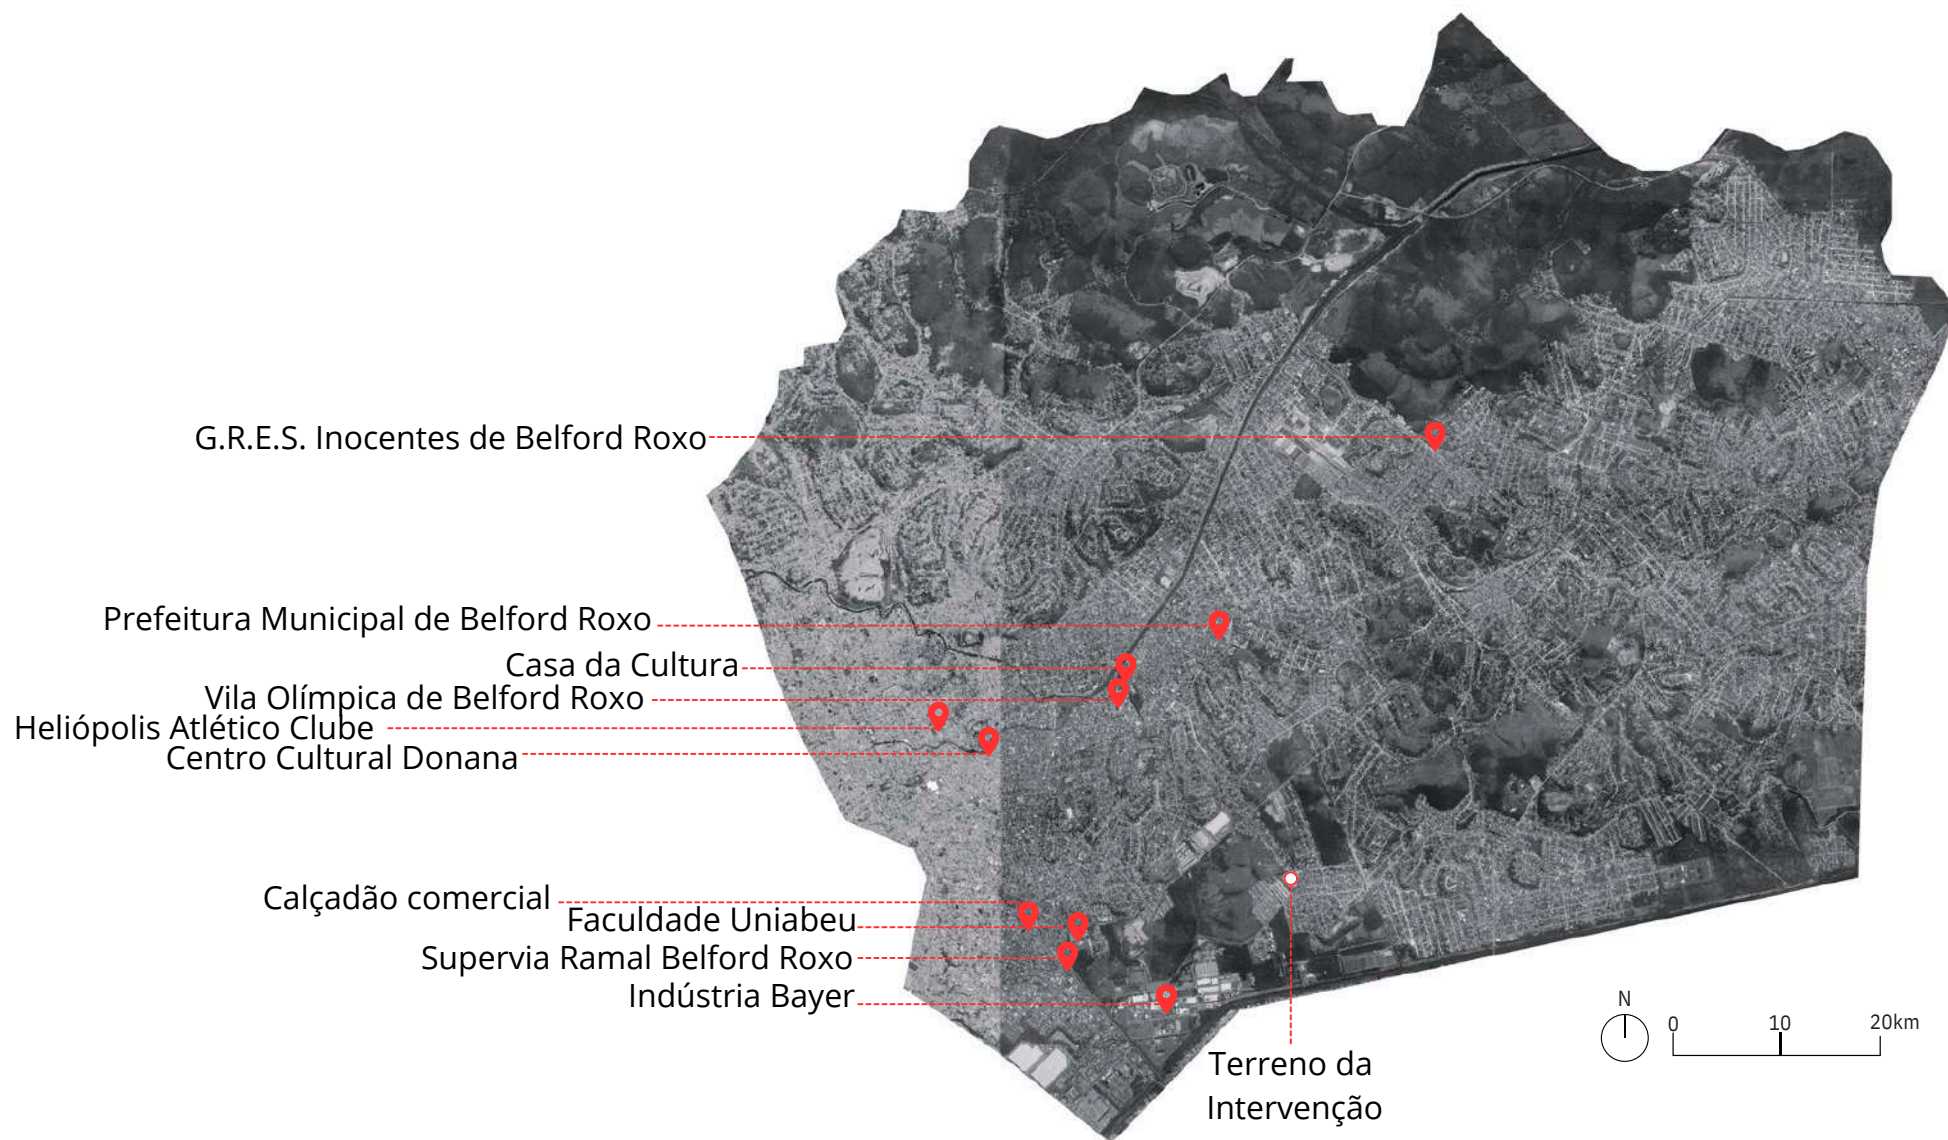 G.R.E.S. Inocentes de Belford Roxo
Prefeitura Municipal de Belford Roxo
Casa da Cultura
Vila Olímpica de Belford Roxo
Heliópolis Atlético Clube
Centro Cultural Donana
Calçadão comercial
Faculdade Uniabeu
Supervia Ramal Belford Roxo
Indústria Bayer
Terreno da
Intervenção
N
0 10 20km